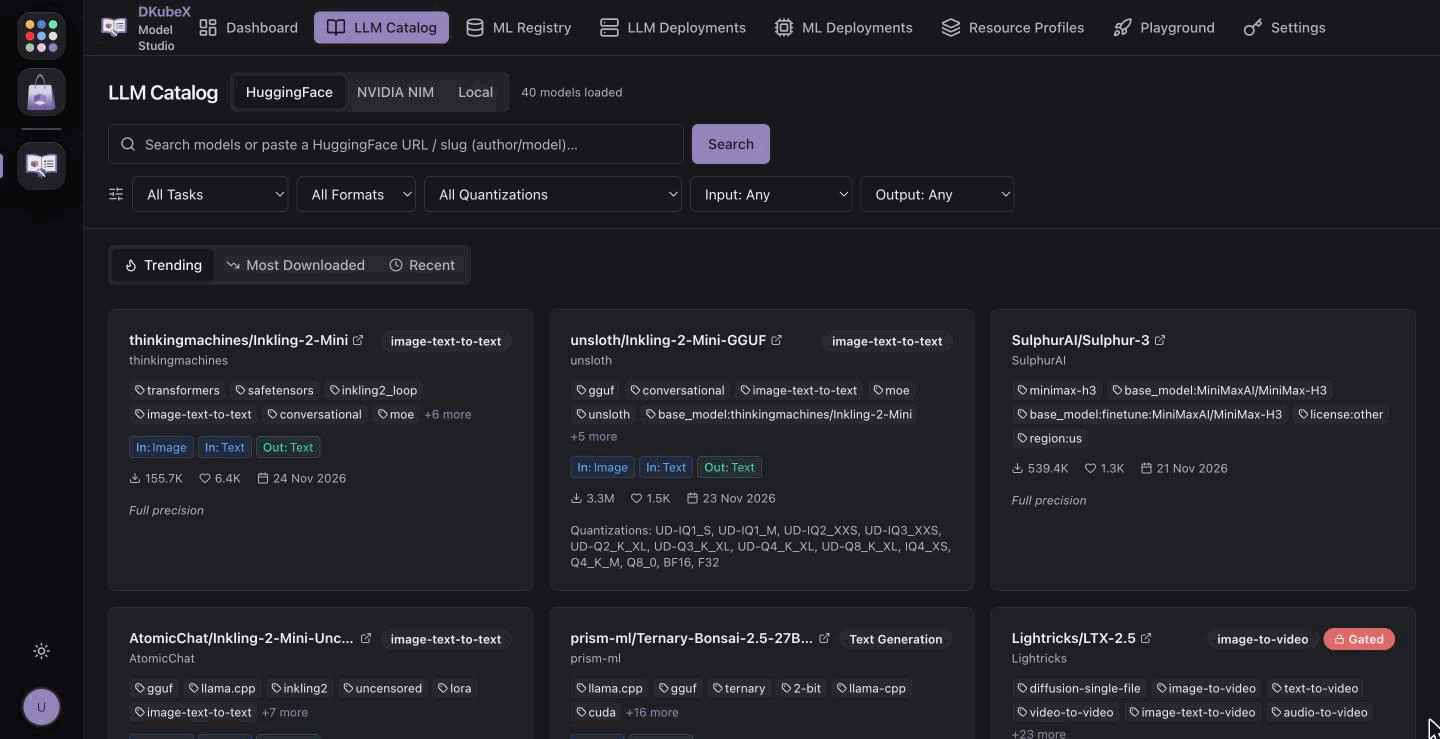 DKubeX
Model
Studio
Dashboard
LLM Catalog
ML Registry
LLM Deployments
ML Deployments
Resource Profiles
Playground
Settings
LLM Catalog
HuggingFace
NVIDIA NIM
Local
40 models loaded
Search models or paste a HuggingFace URL / slug (author/model)...
Search
All Tasks
All Formats
All Quantizations
Input: Any
Output: Any
Trending
Most Downloaded
Recent
thinkingmachines/Inkling-2-Mini
image-text-to-text
thinkingmachines
transformers safetensors inkling2_loop
image-text-to-text conversational moe +6 more
In: Image In: Text Out: Text
155.7K 6.4K 24 Nov 2026
Full precision
unsloth/Inkling-2-Mini-GGUF
image-text-to-text
unsloth
gguf conversational image-text-to-text moe
unsloth base_model:thinkingmachines/Inkling-2-Mini
+5 more
In: Image In: Text Out: Text
3.3M 1.5K 23 Nov 2026
Quantizations: UD-IQ1_S, UD-IQ1_M, UD-IQ2_XXS, UD-IQ3_XXS,
UD-Q2_K_XL, UD-Q3_K_XL, UD-Q4_K_XL, UD-Q8_K_XL, IQ4_XS,
Q4_K_M, Q8_0, BF16, F32
SulphurAI/Sulphur-3
SulphurAI
minimax-h3 base_model:MiniMaxAI/MiniMax-H3
base_model:finetune:MiniMaxAI/MiniMax-H3 license:other
region:us
539.4K 1.3K 21 Nov 2026
Full precision
AtomicChat/Inkling-2-Mini-Unc...
image-text-to-text
AtomicChat
gguf llama.cpp inkling2 uncensored lora
image-text-to-text +7 more
prism-ml/Ternary-Bonsai-2.5-27B...
Text Generation
prism-ml
llama.cpp gguf ternary 2-bit llama-cpp
cuda +16 more
Lightricks/LTX-2.5
image-to-video
Gated
Lightricks
diffusion-single-file image-to-video text-to-video
video-to-video image-text-to-video audio-to-video
+23 more
U